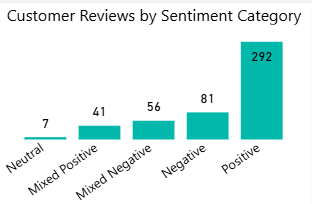 Customer Reviews by Sentiment Category
292
81
56
41
7
Neutral
Mixed Positive
Mixed Negative
Negative
Positive